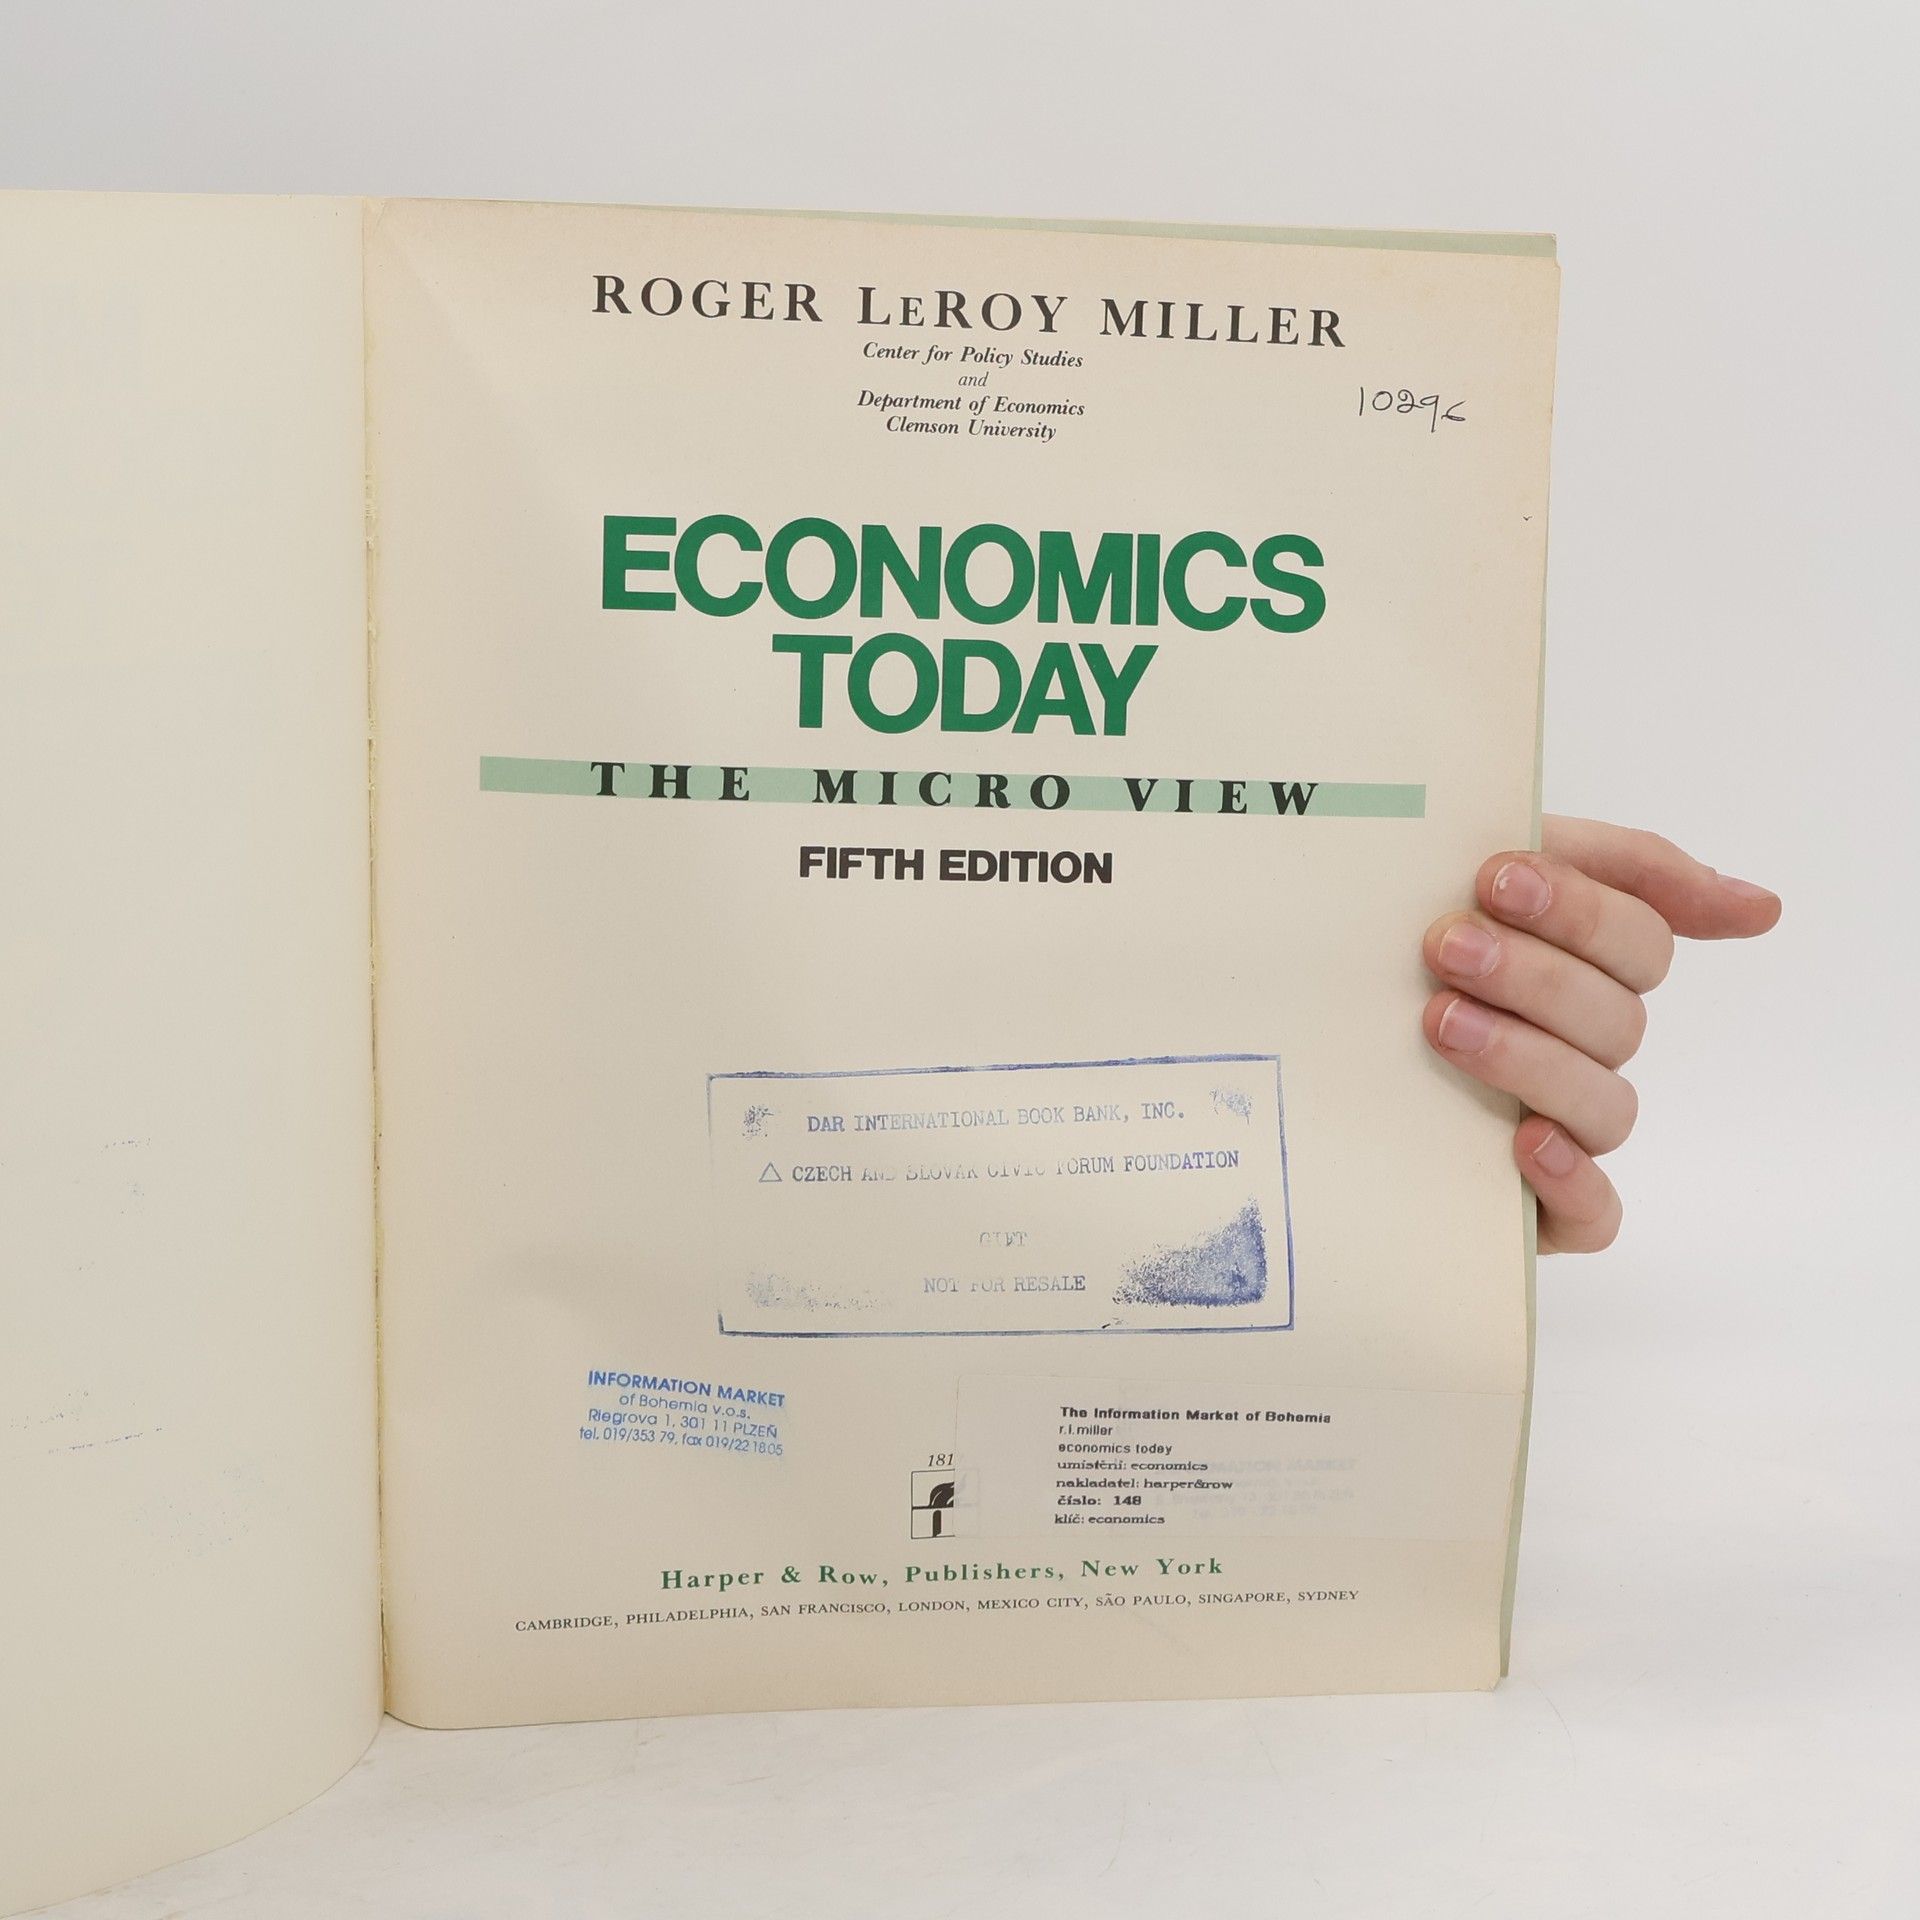 ROGER LEROY MILLER
Center for Policy Studies
and
Department of Economics
Clemson University
10296
ECONOMICS
TODAY
THE MICRO VIEW
FIFTH EDITION
DAR INTERNATIONAL BOOK BANK, INC.
△ CZECH AND SLOVAK CIVIC FORUM FOUNDATION
GIFT
NOT FOR RESALE
INFORMATION MARKET
of Bohemia v.o.s.
Riegrova 1, 301 11 PLZEŇ
tel. 019/353 79, fax 019/22 18 05
181
The Information Market of Bohemia
r.l.miller
economics today
umístění: economics
nakladatel: harper&row
číslo: 148
klíč: economics
Harper & Row, Publishers, New York
CAMBRIDGE, PHILADELPHIA, SAN FRANCISCO, LONDON, MEXICO CITY, SÃO PAULO, SINGAPORE, SYDNEY